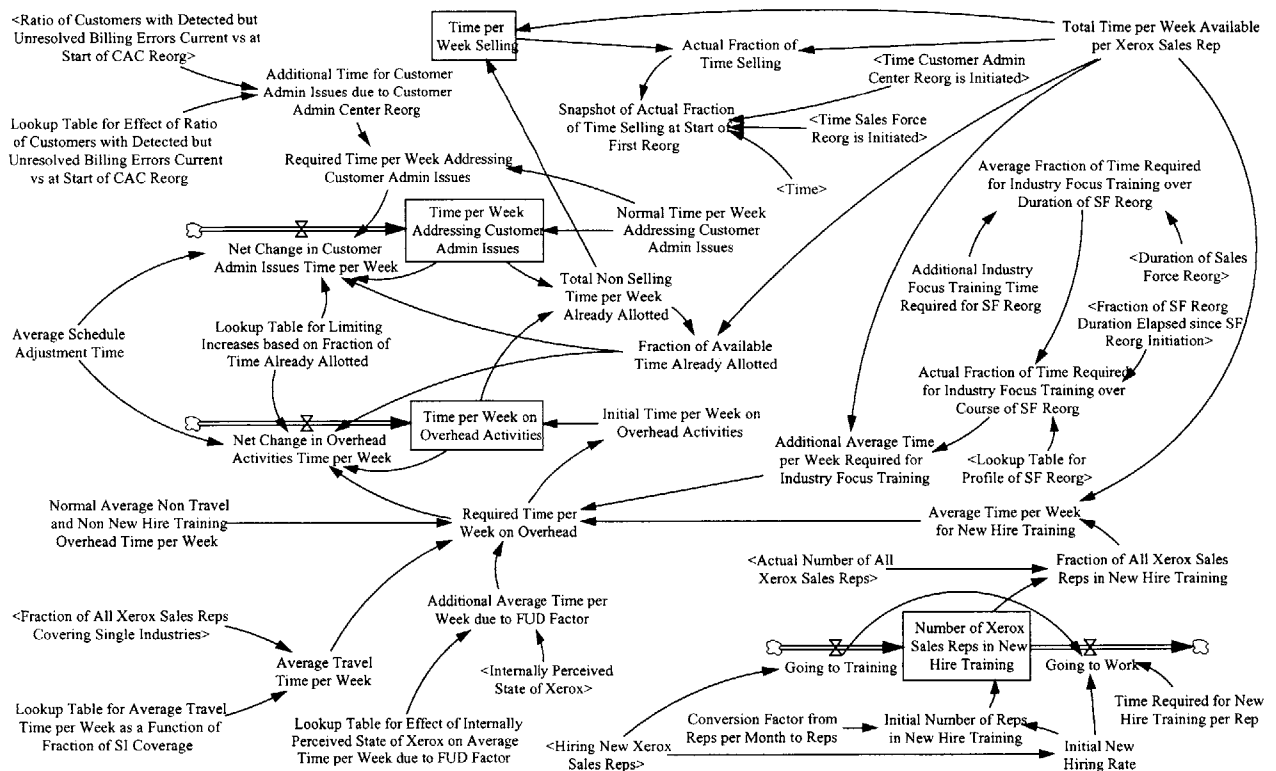 <Ratio of Customers with Detected but
Unresolved Billing Errors Current vs at
Start of CAC Reorg>
Time per
Week Selling
Total Time per Week Available
per Xerox Sales Rep
Actual Fraction of
Time Selling
<Time Customer Admin
Center Reorg is Initiated>
Additional Time for Customer
Admin Issues due to Customer
Admin Center Reorg
Snapshot of Actual Fraction
of Time Selling at Start of
First Reorg
<Time Sales Force
Reorg is Initiated>
Lookup Table for Effect of Ratio
of Customers with Detected but
Unresolved Billing Errors Current
vs at Start of CAC Reorg
Required Time per Week Addressing
Customer Admin Issues
<Time>
Average Fraction of Time Required
for Industry Focus Training over
Duration of SF Reorg
Time per Week
Addressing Customer
Admin Issues
Normal Time per Week
Addressing Customer
Admin Issues
Net Change in Customer
Admin Issues Time per Week
Total Non Selling
Time per Week
Already Allotted
Additional Industry
Focus Training Time
Required for SF Reorg
<Duration of Sales
Force Reorg>
<Fraction of SF Reorg
Duration Elapsed since SF
Reorg Initiation>
Average Schedule
Adjustment Time
Lookup Table for Limiting
Increases based on Fraction of
Time Already Allotted
Fraction of Available
Time Already Allotted
Actual Fraction of Time Required
for Industry Focus Training over
Course of SF Reorg
Time per Week on
Overhead Activities
Initial Time per Week on
Overhead Activities
Net Change in Overhead
Activities Time per Week
Additional Average Time
per Week Required for
Industry Focus Training
<Lookup Table for
Profile of SF Reorg>
Normal Average Non Travel
and Non New Hire Training
Overhead Time per Week
Required Time per
Week on Overhead
Average Time per Week
for New Hire Training
<Actual Number of All
Xerox Sales Reps>
Fraction of All Xerox Sales
Reps in New Hire Training
<Fraction of All Xerox Sales Reps
Covering Single Industries>
Additional Average Time per
Week due to FUD Factor
Number of Xerox
Sales Reps in New
Hire Training
Average Travel
Time per Week
<Internally Perceived
State of Xerox>
Going to Training
Going to Work
Time Required for New
Hire Training per Rep
Lookup Table for Average Travel
Time per Week as a Function of
Fraction of SI Coverage
Lookup Table for Effect of Internally
Perceived State of Xerox on Average
Time per Week due to FUD Factor
Conversion Factor from
Reps per Month to Reps
Initial Number of Reps
in New Hire Training
<Hiring New Xerox
Sales Reps>
Initial New
Hiring Rate